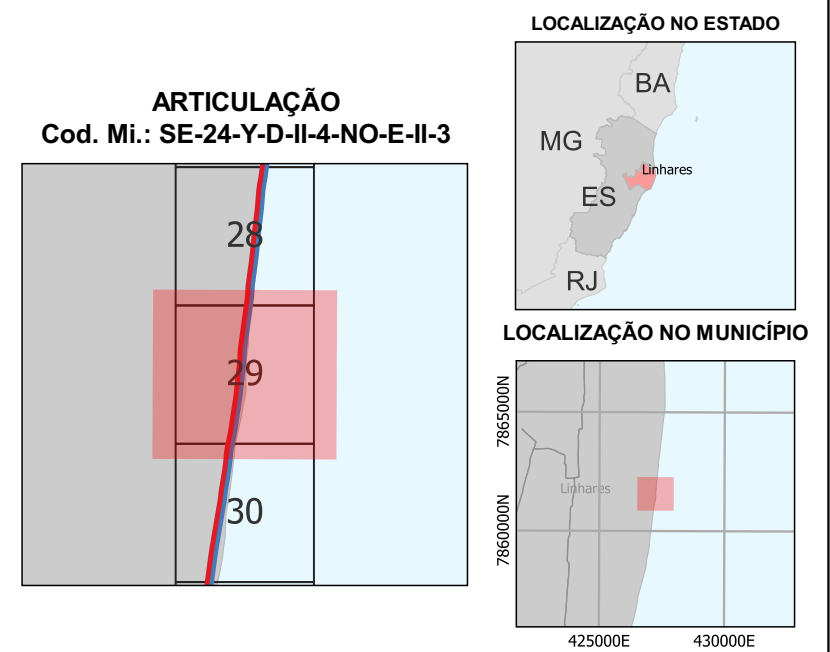 ARTICULAÇÃO
Cod. Mi.: SE-24-Y-D-II-4-NO-E-II-3
28
29
30
LOCALIZAÇÃO NO ESTADO
BA
MG
Linhares
ES
RJ
LOCALIZAÇÃO NO MUNICÍPIO
7865000N
Linhares
7860000N
425000E
430000E